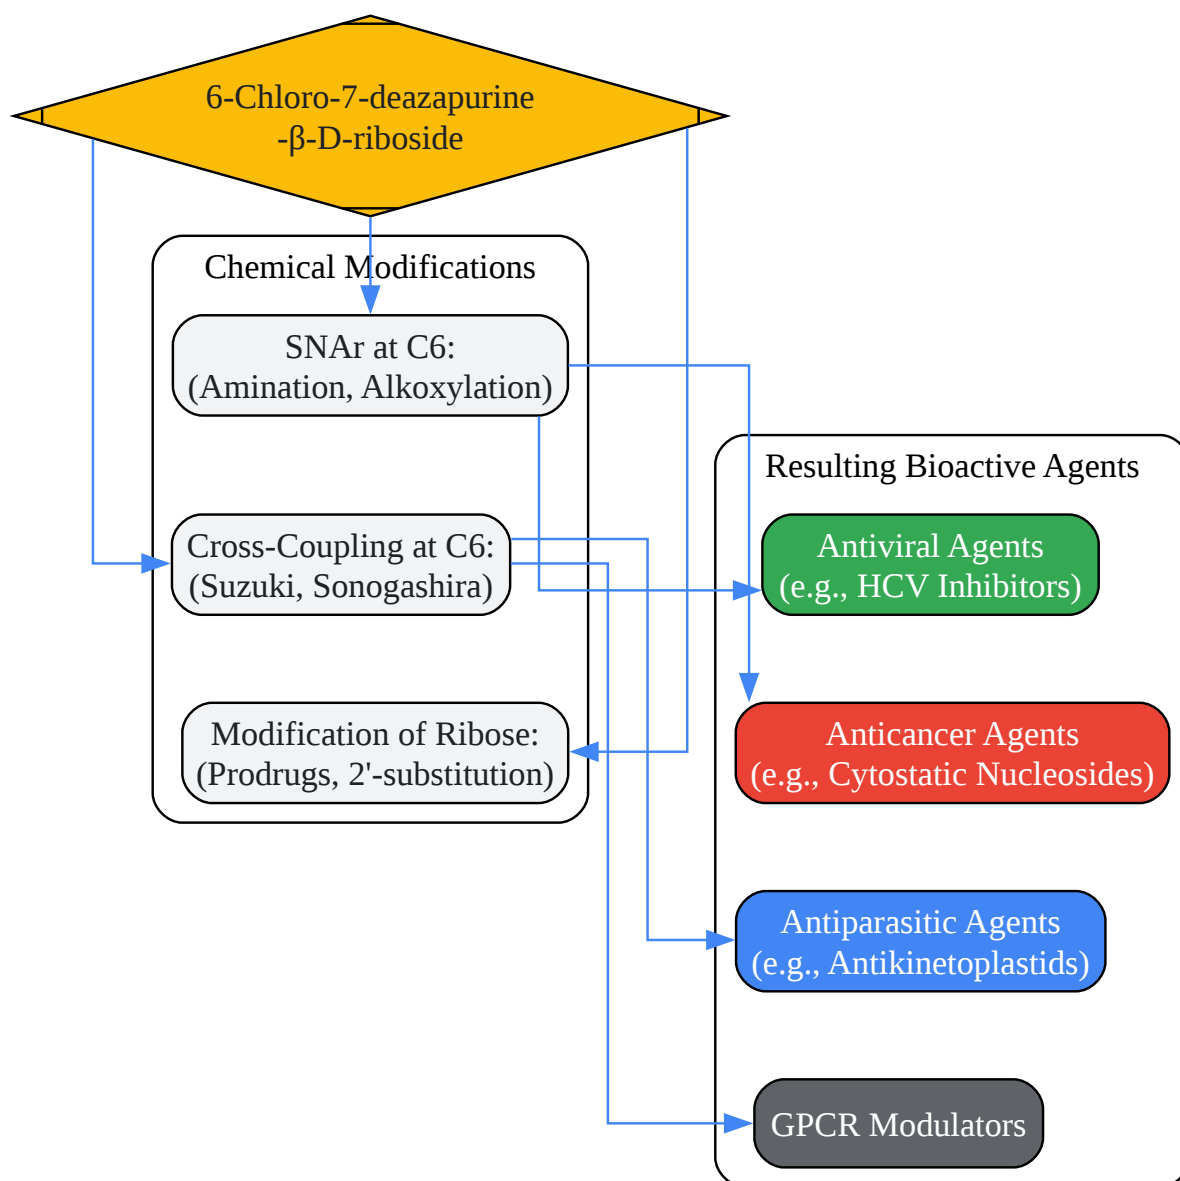 6-Chloro-7-deazapurine
-β-D-riboside
Chemical Modifications
SNAr at C6:
(Amination, Alkoxylation)
Cross-Coupling at C6:
(Suzuki, Sonogashira)
Modification of Ribose:
(Prodrugs, 2'-substitution)
Resulting Bioactive Agents
Antiviral Agents
(e.g., HCV Inhibitors)
Anticancer Agents
(e.g., Cytostatic Nucleosides)
Antiparasitic Agents
(e.g., Antikinetoplastids)
GPCR Modulators